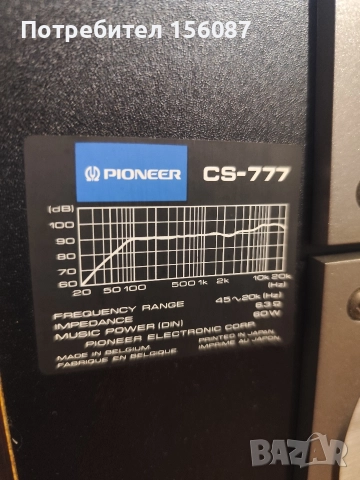 Потребител 156087
PIONEER CS-777
(dB)
100
90
80
70
60
20 50 100 500 1k 2k 10k 20k
(Hz)
FREQUENCY RANGE 45∿20k (Hz)
IMPEDANCE 6.3 Ω
MUSIC POWER (DIN) 60 W
PIONEER ELECTRONIC CORP.
MADE IN BELGIUM PRINTED IN JAPAN
FABRIQUE EN BELGIQUE IMPRIME AU JAPON
BAZAR